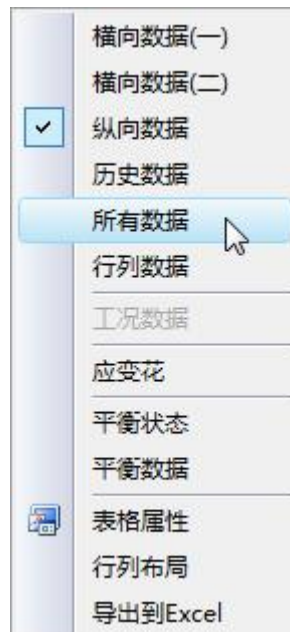 横向数据(一)
横向数据(二)
纵向数据
历史数据
所有数据
行列数据
工况数据
应变花
平衡状态
平衡数据
表格属性
行列布局
导出到Excel